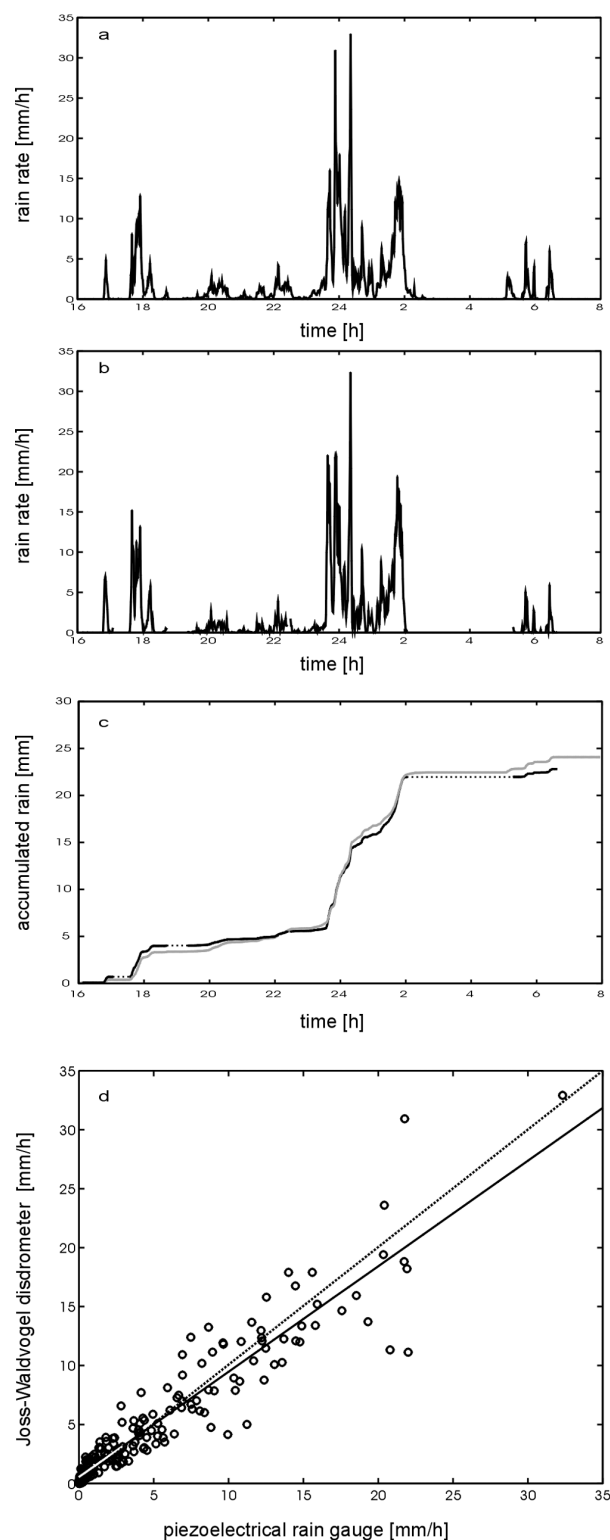 a
35
30
25
20
15
10
5
0
rain rate [mm/h]
16 18 20 22 24 2 4 6 8
time [h]
b
35
30
25
20
15
10
5
0
rain rate [mm/h]
16 18 20 22 24 2 4 6 8
time [h]
c
30
25
20
15
10
5
0
accumulated rain [mm]
16 18 20 22 24 2 4 6 8
time [h]
d
35
30
25
20
15
10
5
0
Joss-Waldvogel disdrometer [mm/h]
0 5 10 15 20 25 30 35
piezoelectrical rain gauge [mm/h]